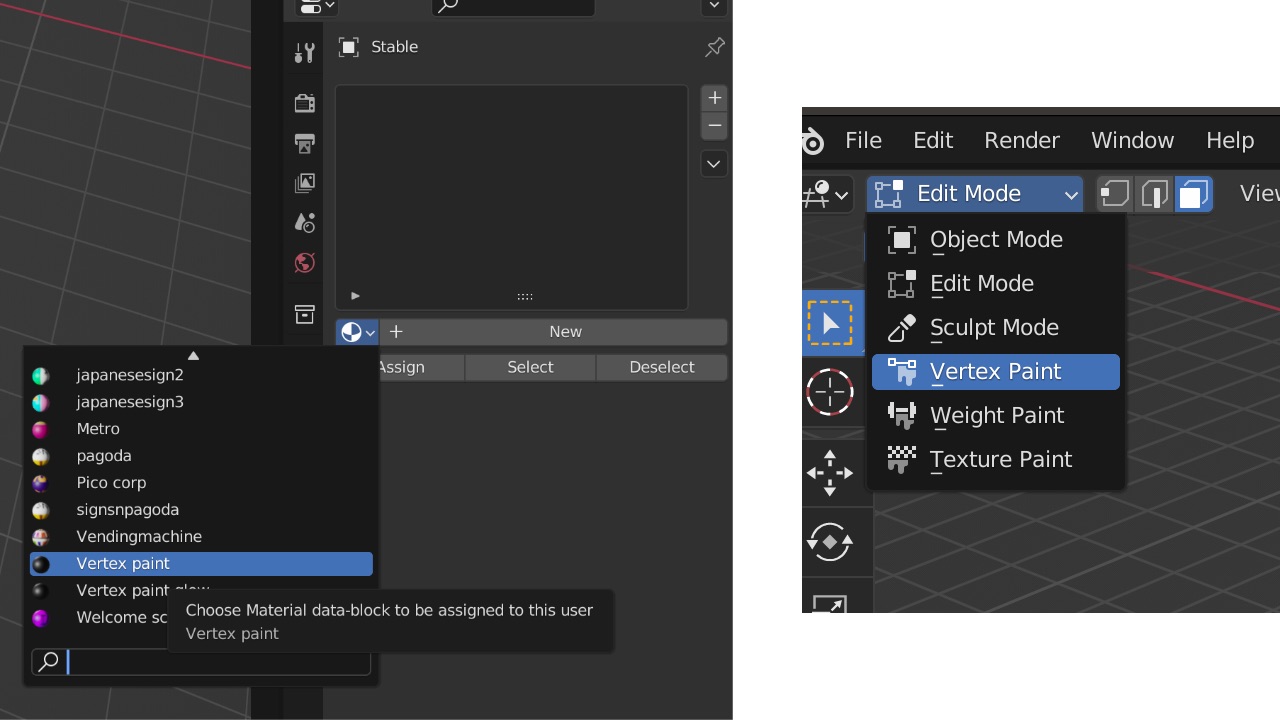 Stable
New
Assign Select Deselect
japanesesign2
japanesesign3
Metro
pagoda
Pico corp
signsnpagoda
Vendingmachine
Vertex paint
Vertex paint glow
Welcome sc
Choose Material data-block to be assigned to this user
Vertex paint
File Edit Render Window Help
Edit Mode View
Object Mode
Edit Mode
Sculpt Mode
Vertex Paint
Weight Paint
Texture Paint